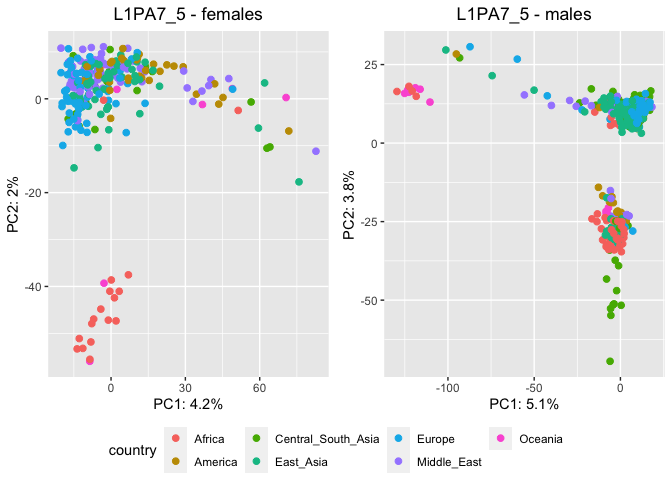 L1PA7_5 - females
L1PA7_5 - males
0
-20
-40
PC2: 2%
0
30
60
PC1: 4.2%
25
0
-25
-50
PC2: 3.8%
-100
-50
0
PC1: 5.1%
country
Africa
Central_South_Asia
Europe
Oceania
America
East_Asia
Middle_East